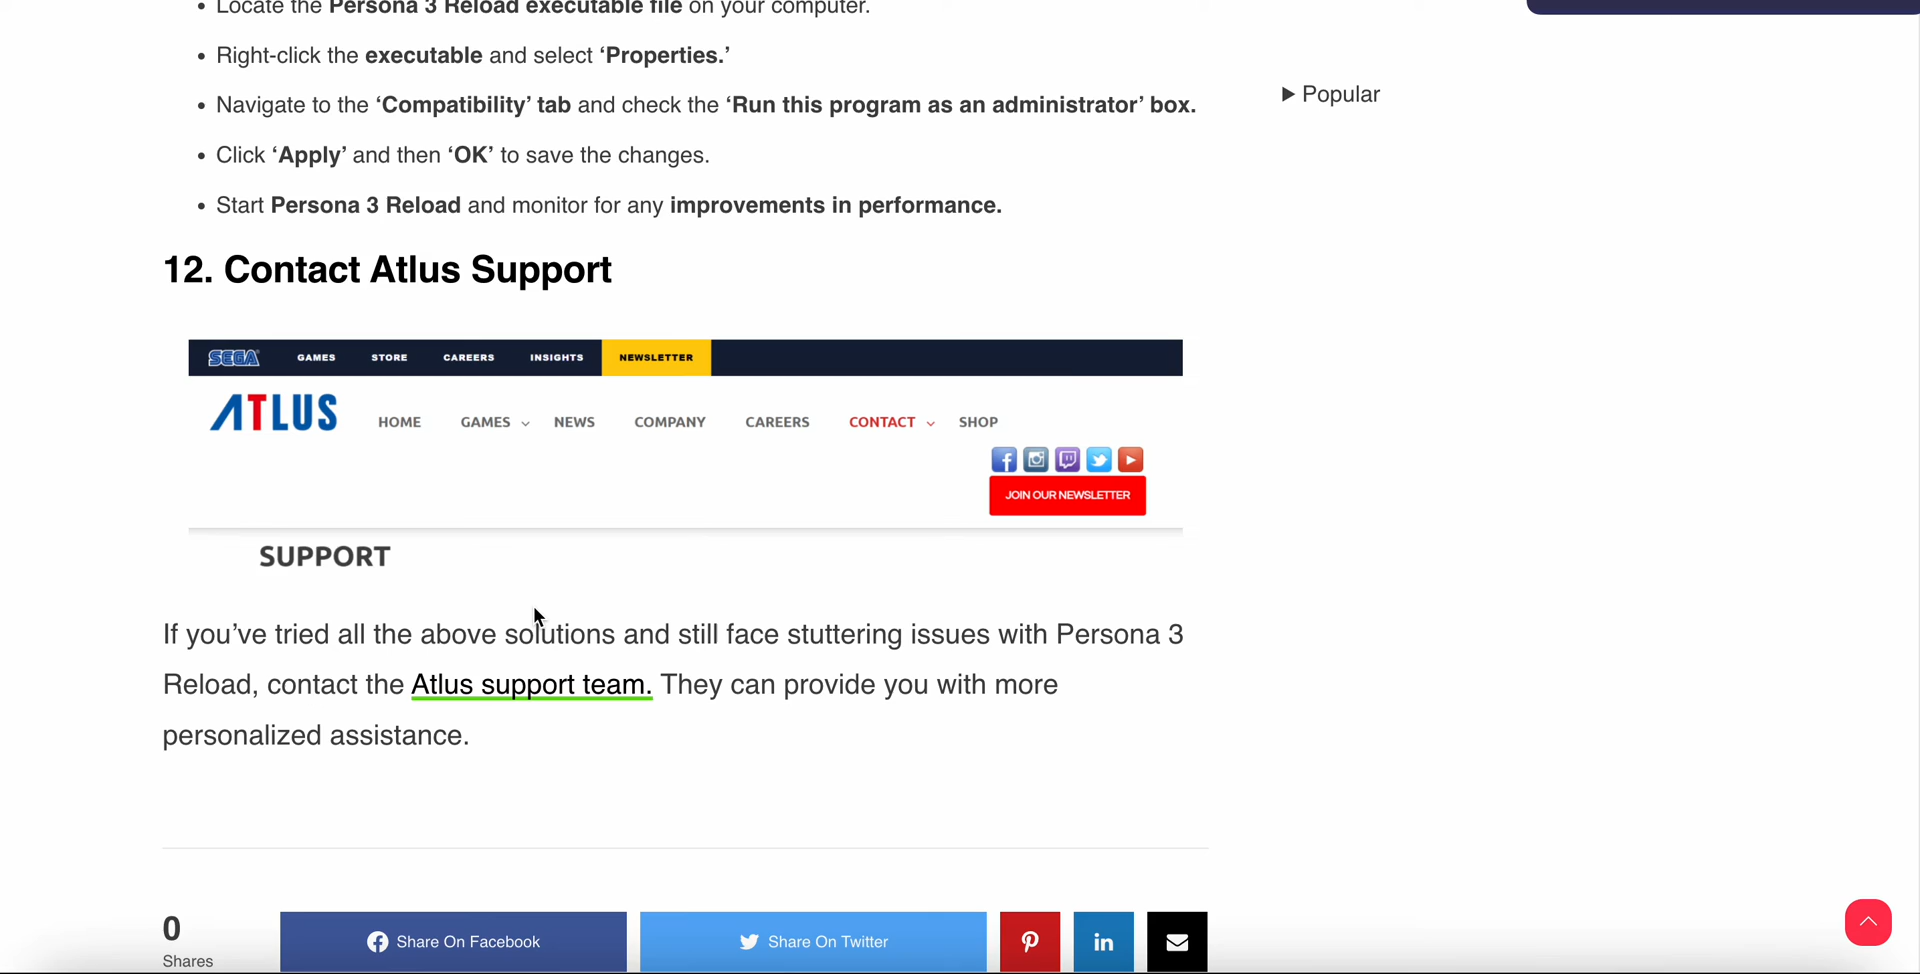 • Locate the Persona 3 Reload executable file on your computer.
• Right-click the executable and select ‘Properties.’
• Navigate to the ‘Compatibility’ tab and check the ‘Run this program as an administrator’ box.
• Click ‘Apply’ and then ‘OK’ to save the changes.
• Start Persona 3 Reload and monitor for any improvements in performance.
▶ Popular
12. Contact Atlus Support
SEGA GAMES STORE CAREERS INSIGHTS NEWSLETTER
ATLUS HOME GAMES NEWS COMPANY CAREERS CONTACT SHOP
JOIN OUR NEWSLETTER
SUPPORT
If you’ve tried all the above solutions and still face stuttering issues with Persona 3
Reload, contact the Atlus support team. They can provide you with more
personalized assistance.
0
Shares
Share On Facebook
Share On Twitter